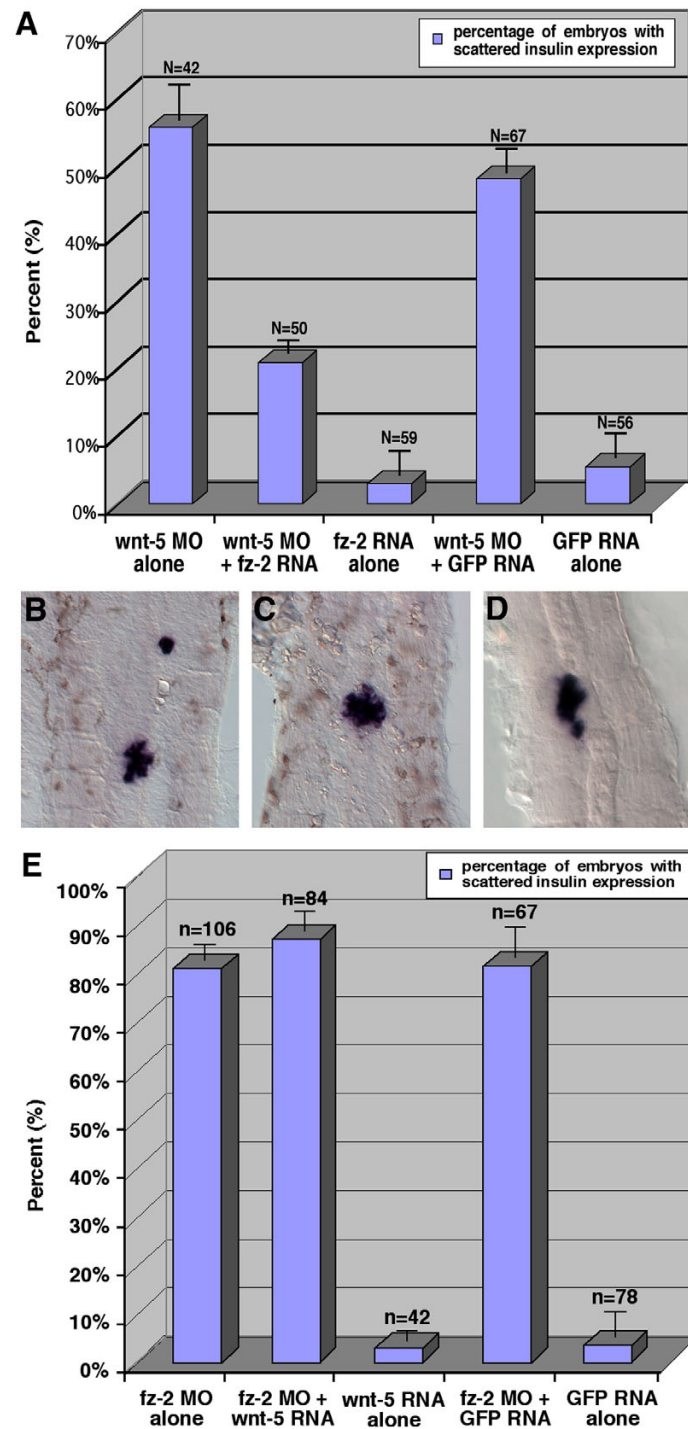 A
70%
percentage of embryos with
scattered insulin expression
N=42
60%
N=67
50%
40%
Percent (%)
30%
N=50
20%
N=59
N=56
10%
0%
wnt-5 MO
alone
wnt-5 MO
+ fz-2 RNA
fz-2 RNA
alone
wnt-5 MO
+ GFP RNA
GFP RNA
alone
B
C
D
E
percentage of embryos with
scattered insulin expression
100%
n=106
n=84
n=67
90%
80%
70%
60%
50%
Percent (%)
40%
30%
20%
n=42
n=78
10%
0%
fz-2 MO
alone
fz-2 MO +
wnt-5 RNA
wnt-5 RNA
alone
fz-2 MO +
GFP RNA
GFP RNA
alone